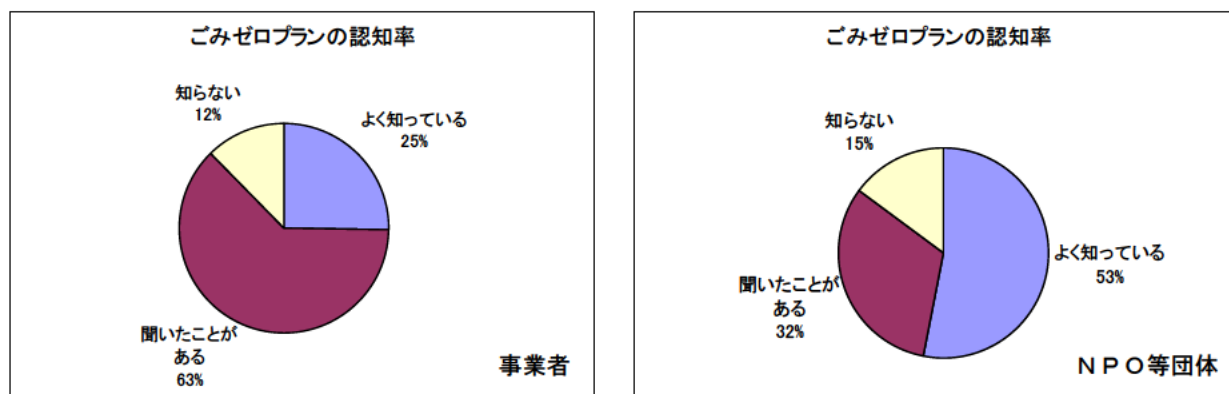 ごみゼロプランの認知率
知らない
12%
よく知っている
25%
聞いたことが
ある
63%
事業者
ごみゼロプランの認知率
知らない
15%
よく知っている
53%
聞いたことが
ある
32%
ＮＰＯ等団体